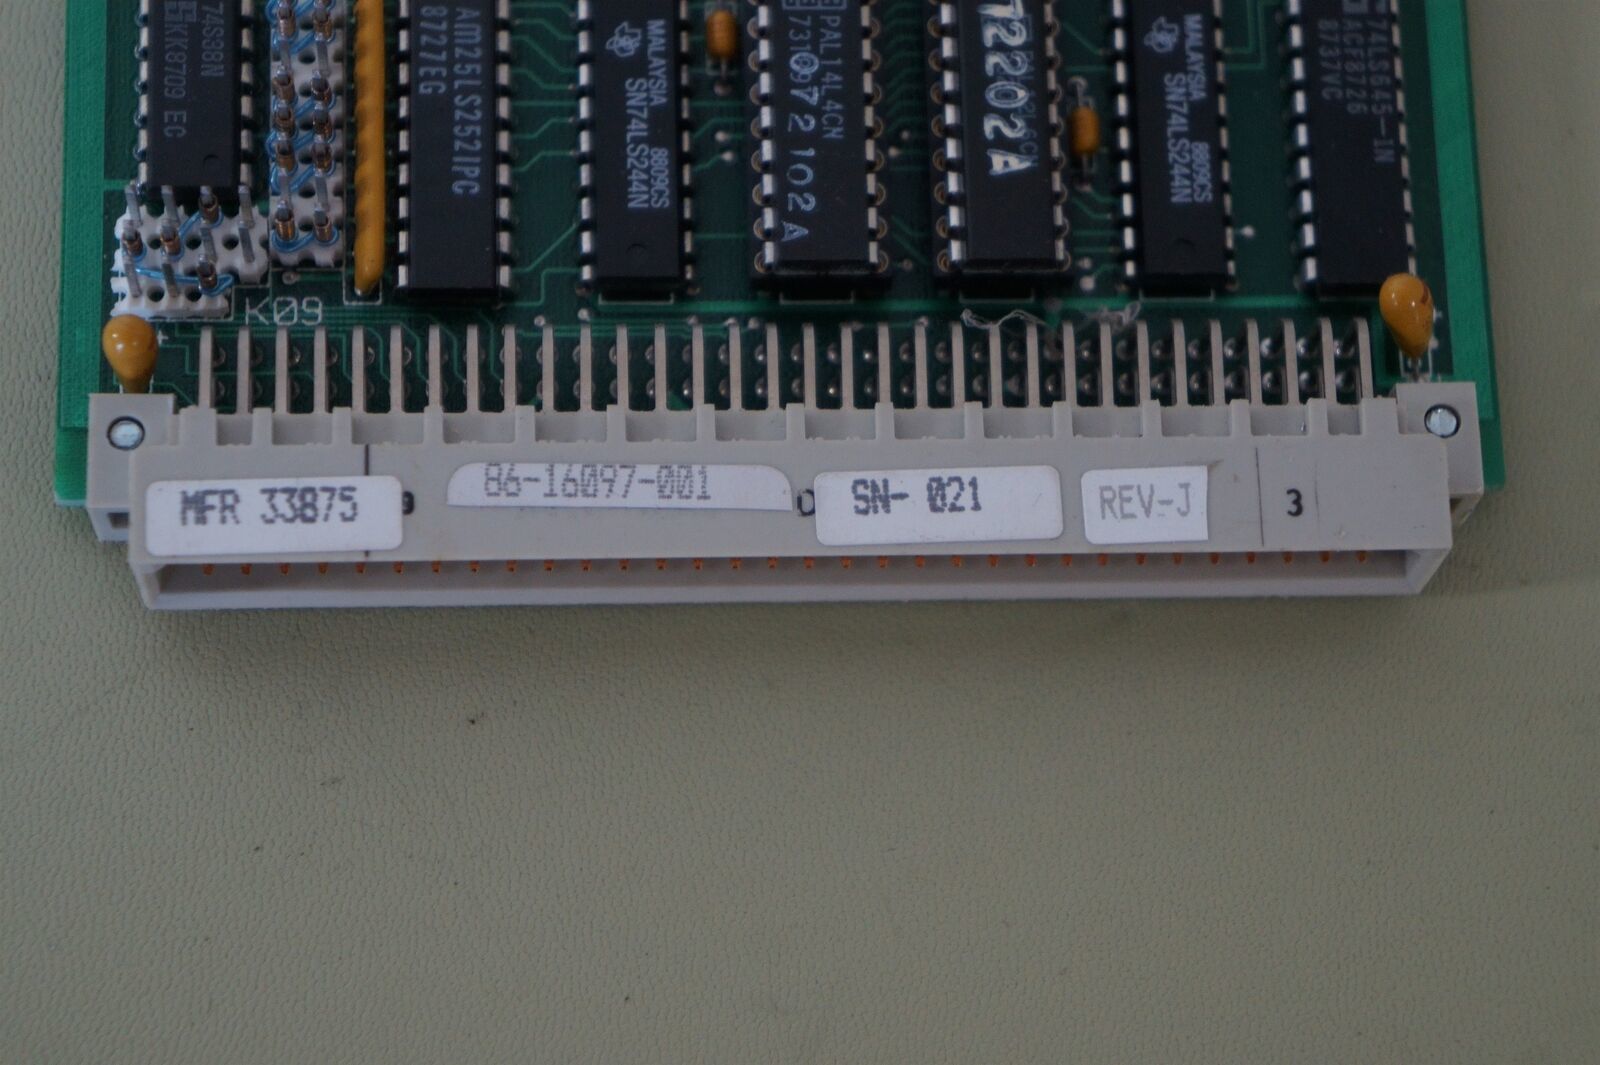 74S98N
KK8709 EC
AM25LS2521PC
8727EG
MALAYSIA 8809CS
SN74LS244N
PAL14L4CN
72102A
72202A
MALAYSIA 8809CS
SN74LS244N
74LS645-1N
ACF8726
8737VC
K09
MFR 33875
86-16097-001
SN- 021
REV-J
3